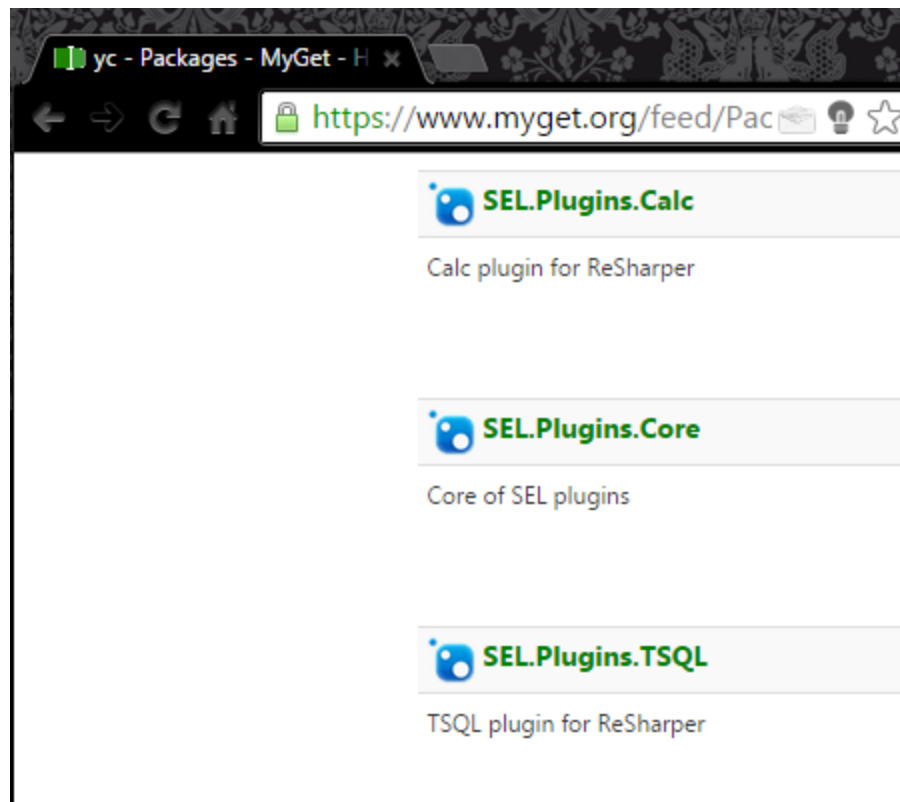 yc - Packages - MyGet - H
https://www.myget.org/feed/Pac
SEL.Plugins.Calc
Calc plugin for ReSharper
SEL.Plugins.Core
Core of SEL plugins
SEL.Plugins.TSQL
TSQL plugin for ReSharper